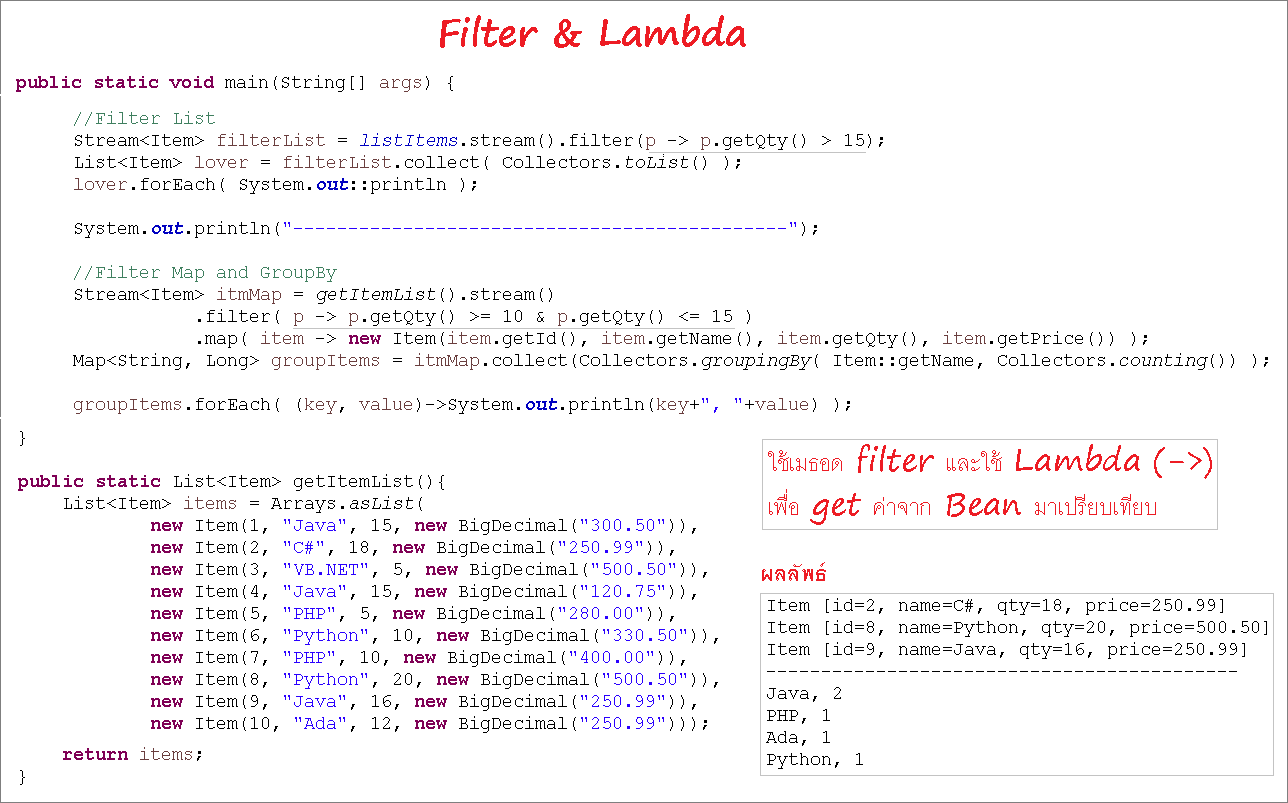 Filter & Lambda
public static void main(String[] args) {
//Filter List
Stream<Item> filterList = listItems.stream().filter(p -> p.getQty() > 15);
List<Item> lover = filterList.collect( Collectors.toList() );
lover.forEach( System.out::println );
System.out.println("---------------------------------------------");
//Filter Map and GroupBy
Stream<Item> itmMap = getItemList().stream()
.filter( p -> p.getQty() >= 10 & p.getQty() <= 15 )
.map( item -> new Item(item.getId(), item.getName(), item.getQty(), item.getPrice()) );
Map<String, Long> groupItems = itmMap.collect(Collectors.groupingBy( Item::getName, Collectors.counting()) );
groupItems.forEach( (key, value)->System.out.println(key+", "+value) );
}
public static List<Item> getItemList(){
List<Item> items = Arrays.asList(
new Item(1, "Java", 15, new BigDecimal("300.50")),
new Item(2, "C#", 18, new BigDecimal("250.99")),
new Item(3, "VB.NET", 5, new BigDecimal("500.50")),
new Item(4, "Java", 15, new BigDecimal("120.75")),
new Item(5, "PHP", 5, new BigDecimal("280.00")),
new Item(6, "Python", 10, new BigDecimal("330.50")),
new Item(7, "PHP", 10, new BigDecimal("400.00")),
new Item(8, "Python", 20, new BigDecimal("500.50")),
new Item(9, "Java", 16, new BigDecimal("250.99")),
new Item(10, "Ada", 12, new BigDecimal("250.99")));
return items;
}
ใช้เมธอด filter และใช้ Lambda (->)
เพื่อ get ค่าจาก Bean มาเปรียบเทียบ
ผลลัพธ์
Item [id=2, name=C#, qty=18, price=250.99]
Item [id=8, name=Python, qty=20, price=500.50]
Item [id=9, name=Java, qty=16, price=250.99]
-------------------------------------------
Java, 2
PHP, 1
Ada, 1
Python, 1